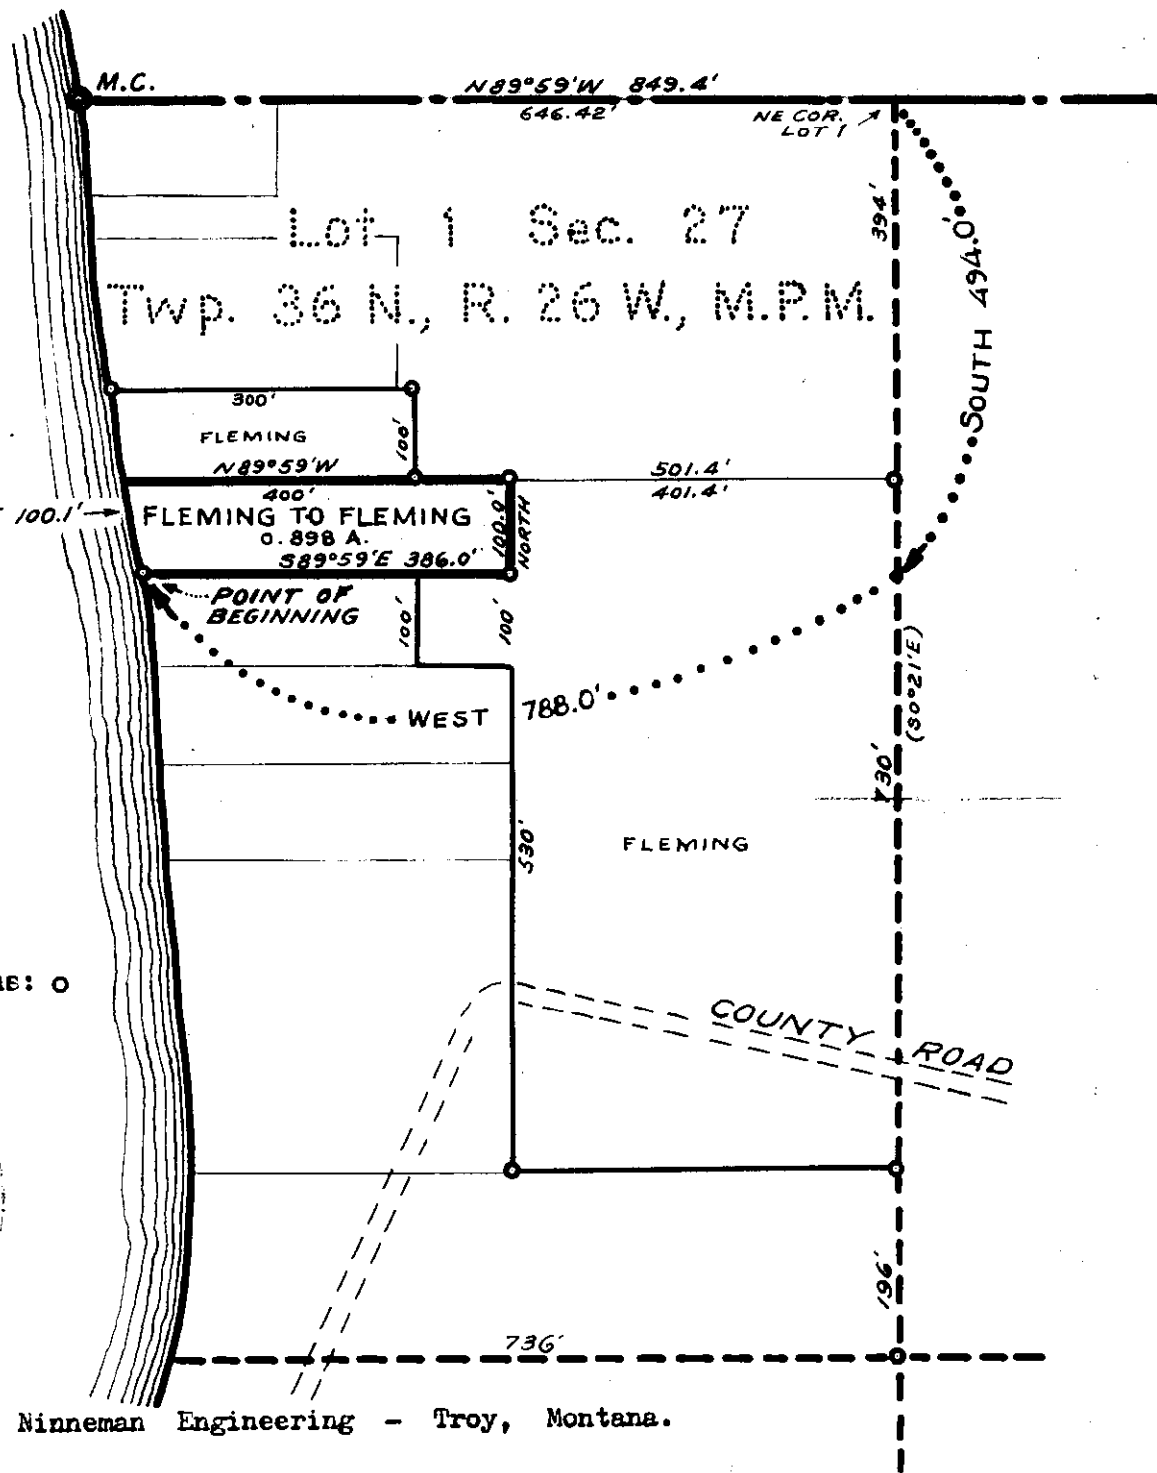 M.C.
N89°59'W 849.4'
646.42'
NE COR.
LOT 1
394'
SOUTH 494.0'
Lot 1 Sec. 27
Twp. 36 N., R. 26 W., M.P.M.
300'
FLEMING
100'
N89°59'W
400'
501.4'
401.4'
100.1'
FLEMING TO FLEMING
0.898 A.
100.0'
NORTH
S89°59'E 386.0'
POINT OF
BEGINNING
100'
100'
WEST 788.0'
(S0°21'E)
730'
530'
FLEMING
COUNTY ROAD
196'
736'
Ninneman Engineering - Troy, Montana.